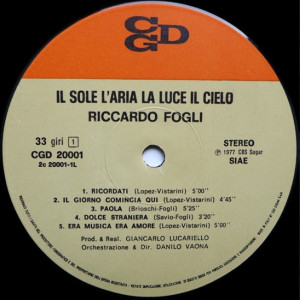 CGD
IL SOLE L'ARIA LA LUCE IL CIELO
RICCARDO FOGLI
33 giri 1
CGD 20001
2c 20001-1L
STEREO
℗ 1977 CBS Sugar
SIAE
1. RICORDATI (Lopez-Vistarini) 5'00"
2. IL GIORNO COMINCIA QUI (Lopez-Vistarini) 4'45"
3. PAOLA (Brioschi-Fogli) 3'25"
4. DOLCE STRANIERA (Savio-Fogli) 3'20"
5. ERA MUSICA ERA AMORE (Lopez-Vistarini) 5'00"
Prod. & Real. GIANCARLO LUCARIELLO
Orchestrazione & Dir. DANILO VAONA